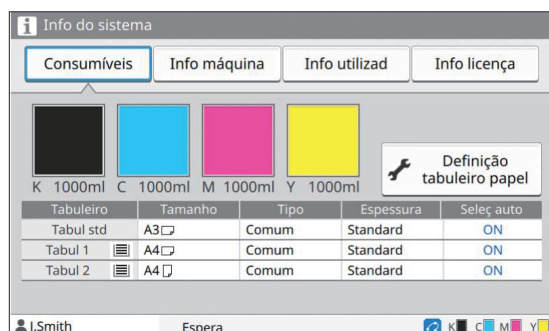 Info do sistema
Consumíveis Info máquina Info utilizad Info licença
K 1000ml C 1000ml M 1000ml Y 1000ml
Definição
tabuleiro papel
Tabuleiro Tamanho Tipo Espessura Seleç auto
Tabul std A3 Comum Standard ON
Tabul 1 A4 Comum Standard ON
Tabul 2 A4 Comum Standard ON
J.Smith Espera K C M Y